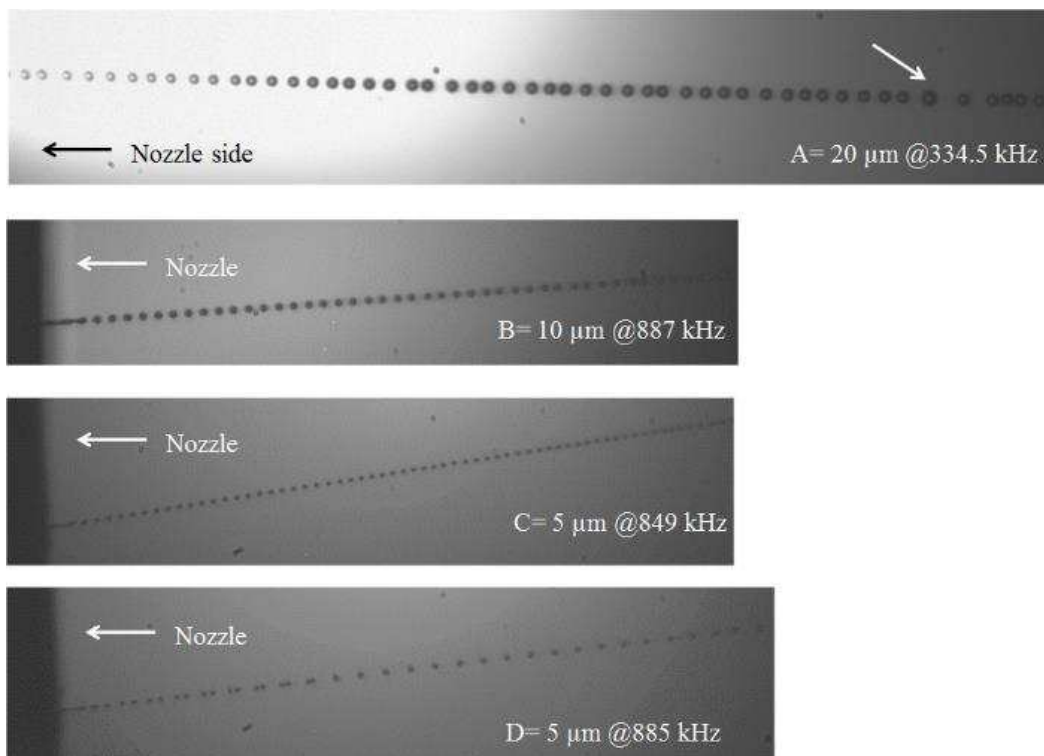 Nozzle side
A= 20 µm @334.5 kHz
Nozzle
B= 10 µm @887 kHz
Nozzle
C= 5 µm @849 kHz
Nozzle
D= 5 µm @885 kHz